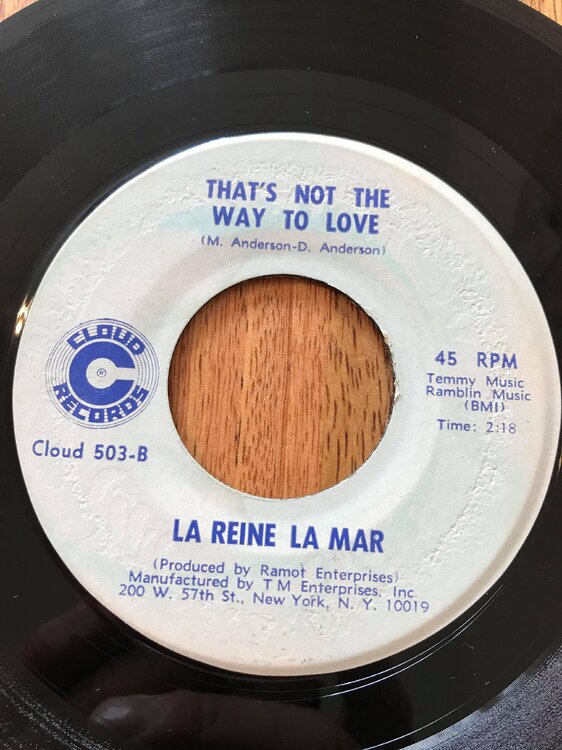 THAT'S NOT THE
WAY TO LOVE
(M. Anderson-D. Anderson)
CLOUD
C
®
RECORDS
Cloud 503-B
45 RPM
Temmy Music
Ramblin Music
(BMI)
Time: 2:18
LA REINE LA MAR
(Produced by Ramot Enterprises)
Manufactured by T M Enterprises, Inc.
200 W. 57th St., New York, N. Y. 10019